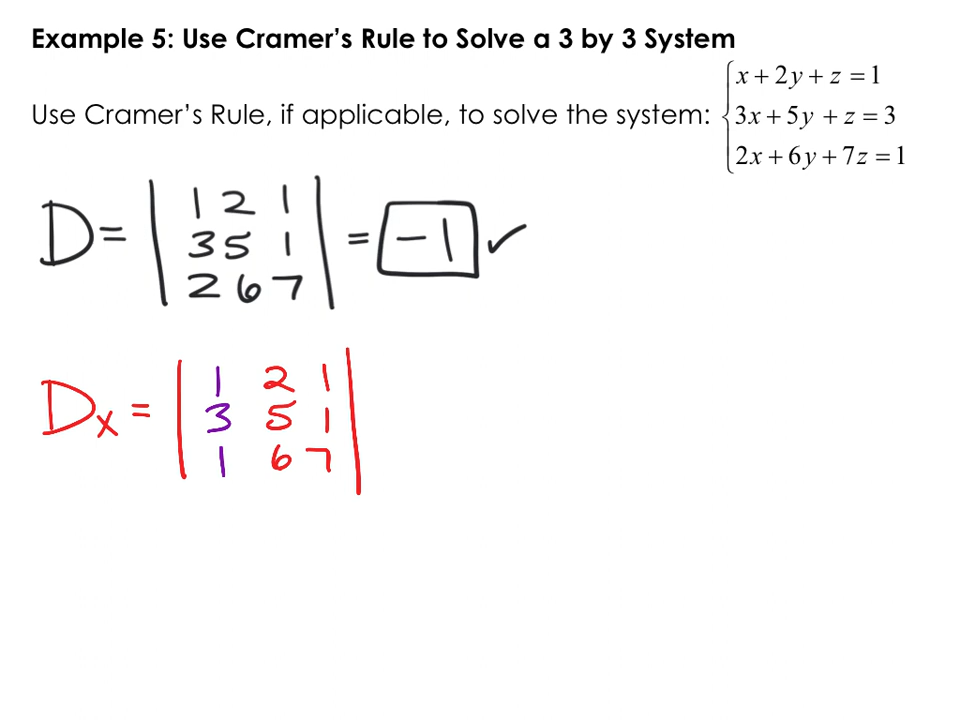 Example 5: Use Cramer's Rule to Solve a 3 by 3 System
Use Cramer's Rule, if applicable, to solve the system:
x + 2y + z = 1
3x + 5y + z = 3
2x + 6y + 7z = 1
D = | 1 2 1 |
| 3 5 1 | = -1 ✓
| 2 6 7 |
Dx = | 1 2 1 |
| 3 5 1 |
| 1 6 7 |